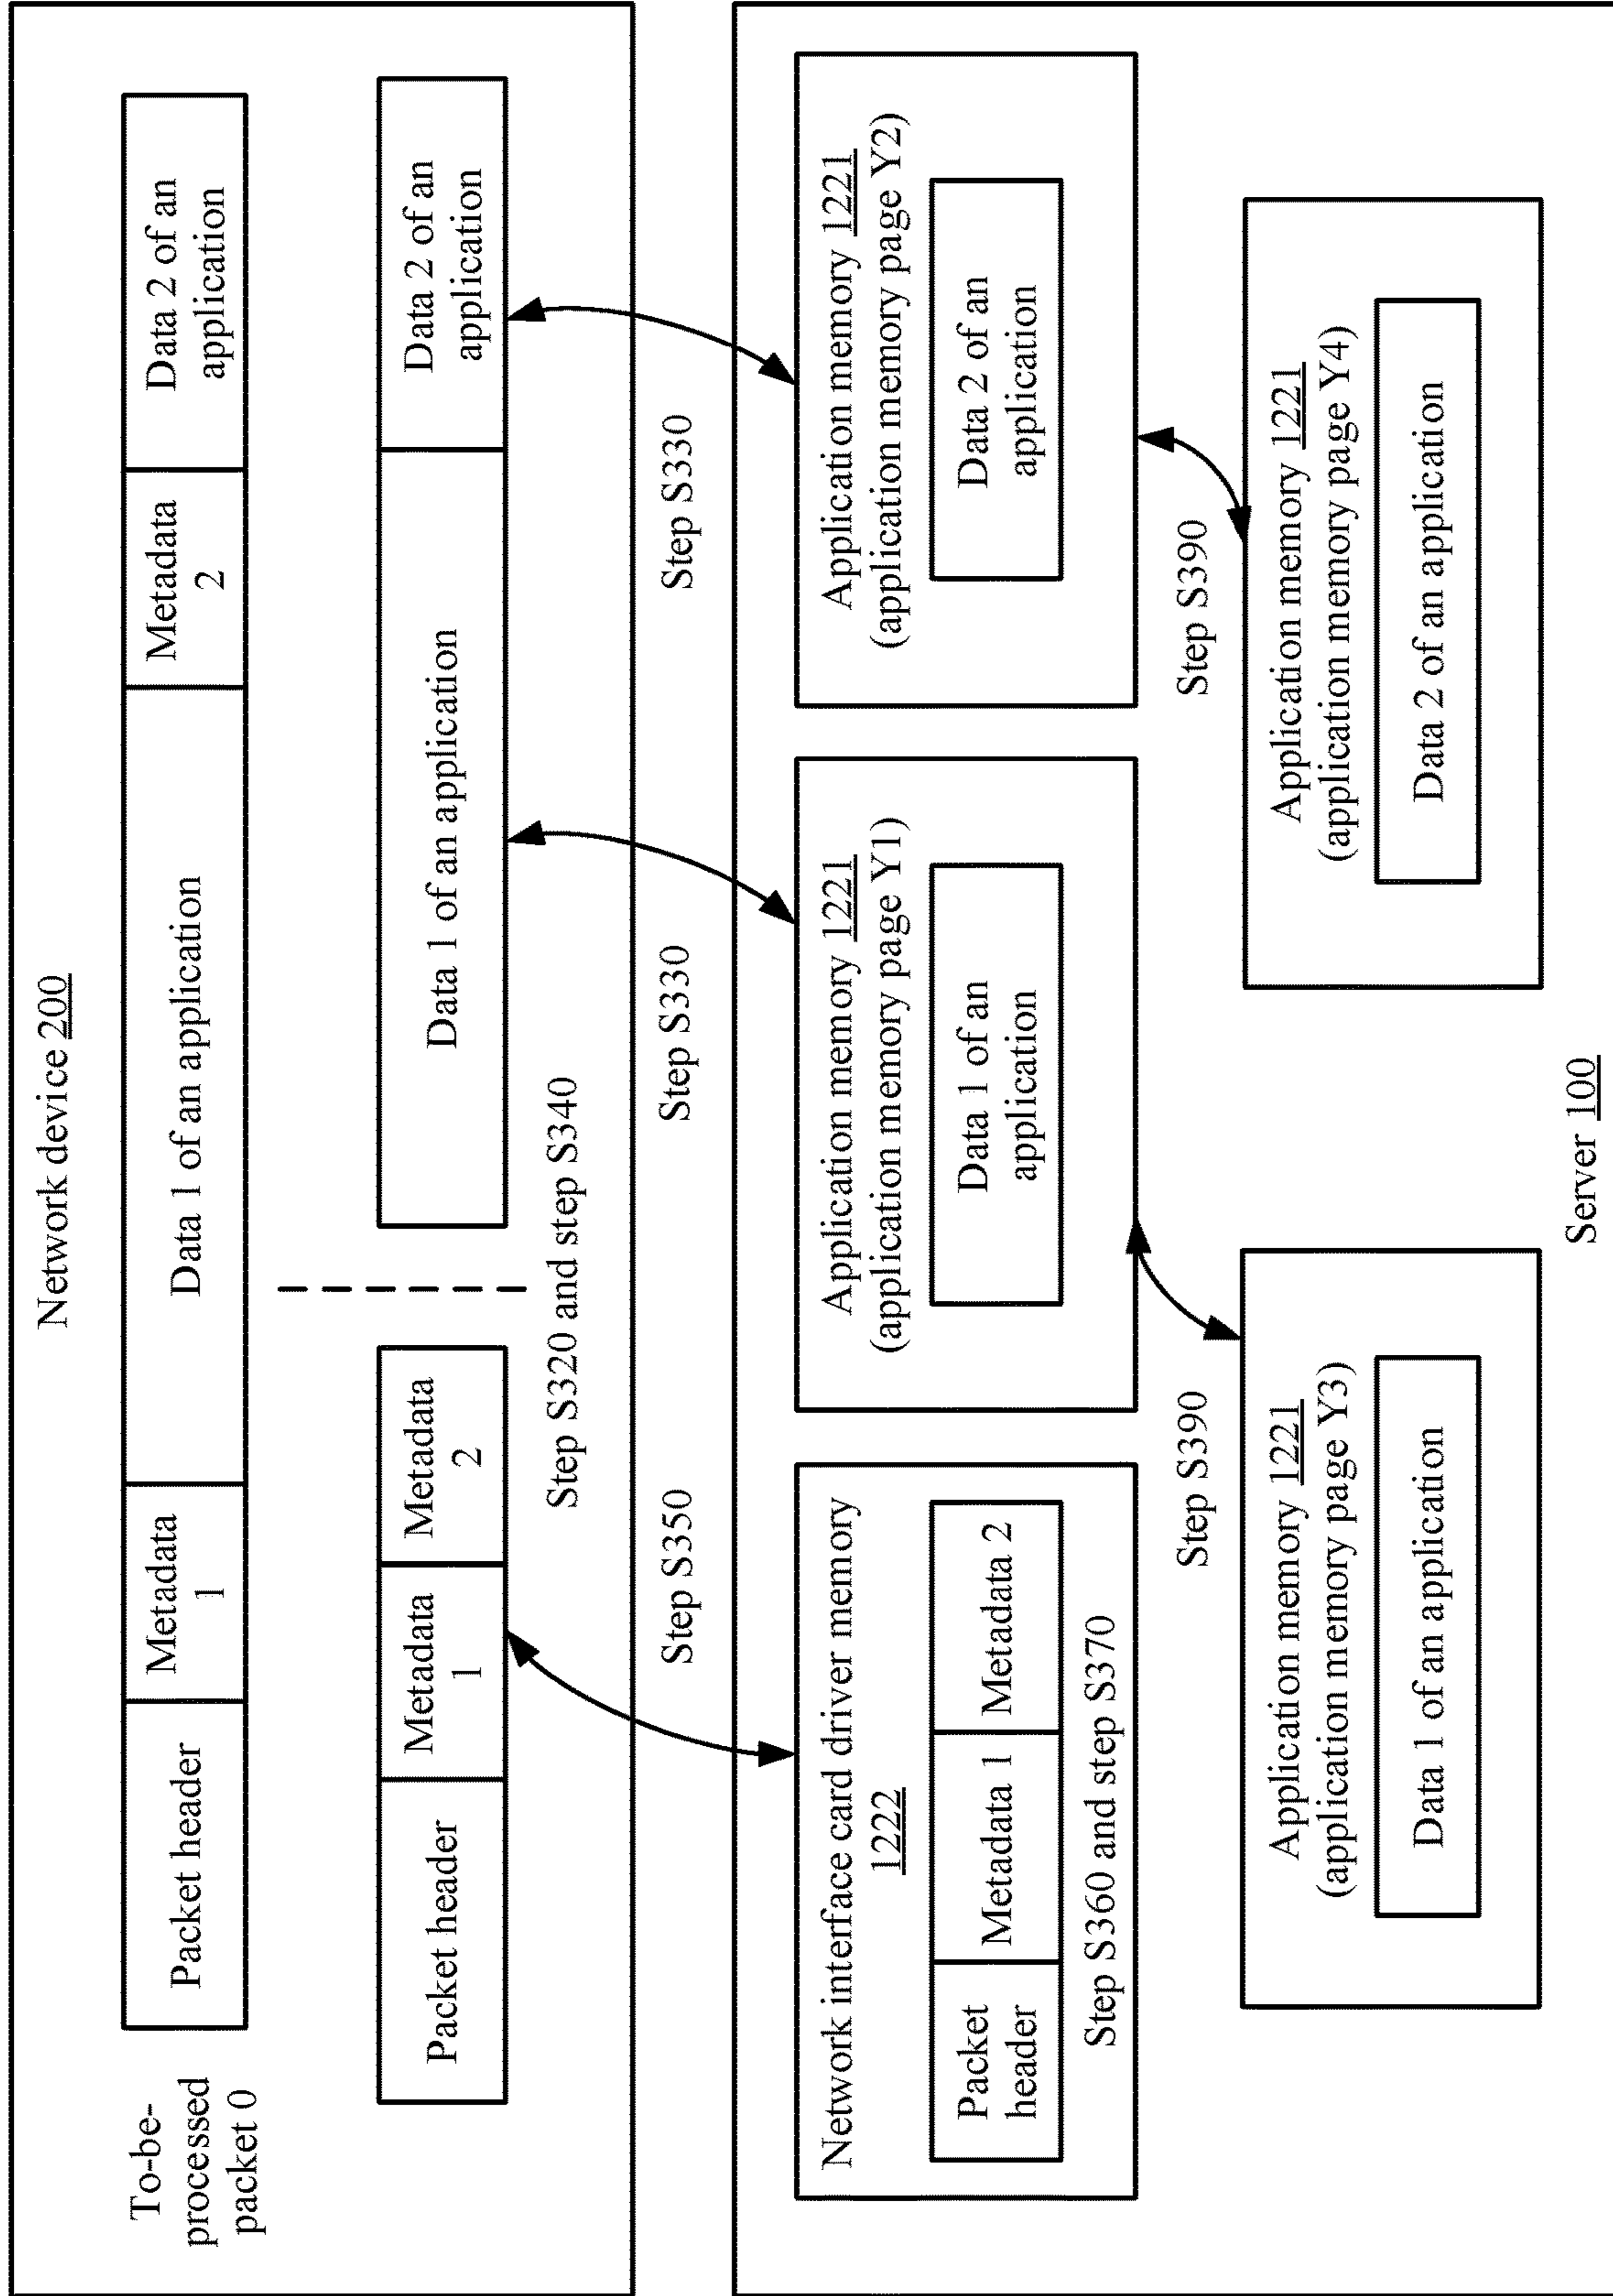 Network device 200
To-be-
processed
packet 0
Packet header
Metadata
1
Data 1 of an application
Metadata
2
Data 2 of an
application
Packet header
Metadata
1
Metadata
2
Data 1 of an application
Data 2 of an
application
Step S320 and step S340
Step S350
Step S330
Step S330
Network interface card driver memory
1222
Packet
header
Metadata 1
Metadata 2
Step S360 and step S370
Application memory 1221
(application memory page Y1)
Data 1 of an
application
Application memory 1221
(application memory page Y2)
Data 2 of an
application
Step S390
Step S390
Application memory 1221
(application memory page Y3)
Data 1 of an application
Application memory 1221
(application memory page Y4)
Data 2 of an application
Server 100